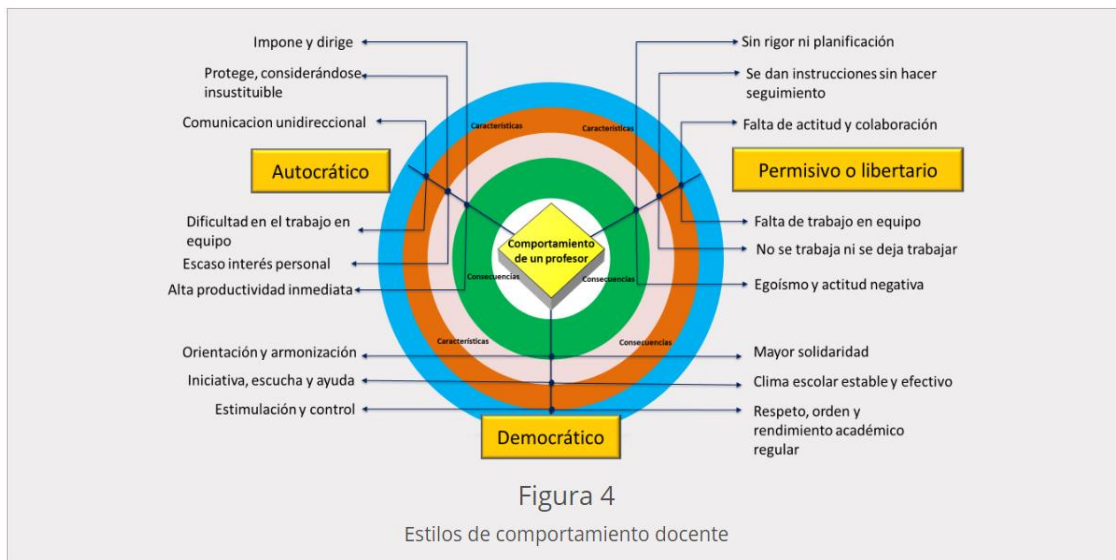 Impone y dirige
Protege, considerándose
insustituible
Comunicacion unidireccional
Autocrático
Dificultad en el trabajo en
equipo
Escaso interés personal
Alta productividad inmediata
Sin rigor ni planificación
Se dan instrucciones sin hacer
seguimiento
Falta de actitud y colaboración
Permisivo o libertario
Falta de trabajo en equipo
No se trabaja ni se deja trabajar
Egoísmo y actitud negativa
Características
Características
Comportamiento
de un profesor
Consecuencias
Consecuencias
Características
Consecuencias
Orientación y armonización
Iniciativa, escucha y ayuda
Estimulación y control
Democrático
Mayor solidaridad
Clima escolar estable y efectivo
Respeto, orden y
rendimiento académico
regular
Figura 4
Estilos de comportamiento docente